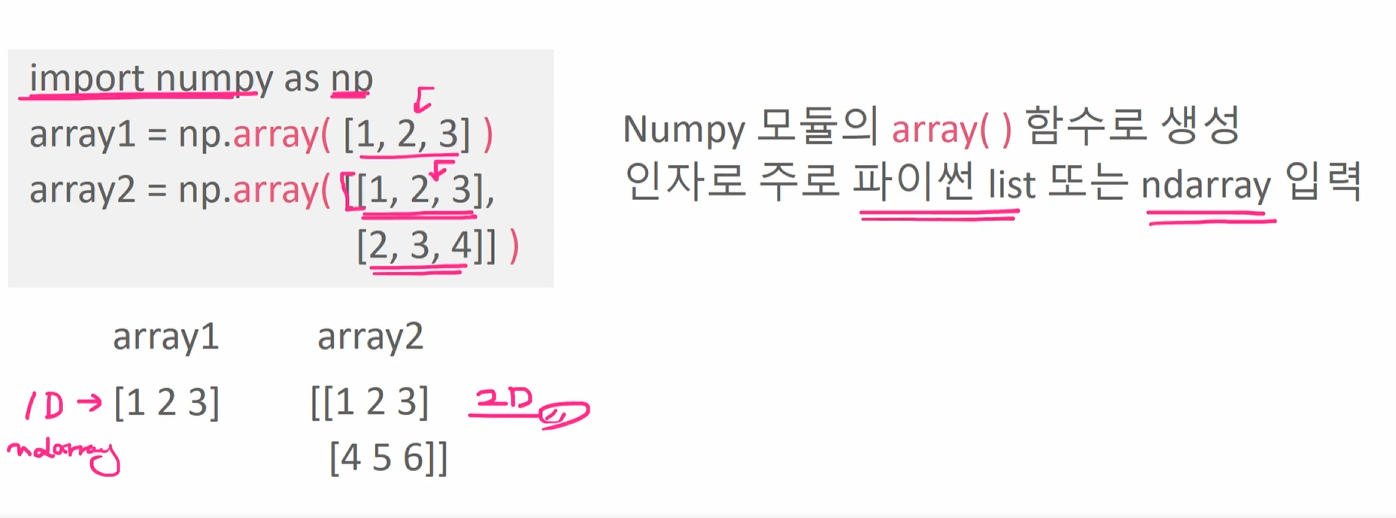 import numpy as np
array1 = np.array( [1, 2, 3] )
array2 = np.array( [[1, 2, 3],
[2, 3, 4]] )
Numpy 모듈의 array( ) 함수로 생성
인자로 주로 파이썬 list 또는 ndarray 입력
array1 array2
1D → [1 2 3] [[1 2 3] 2D
ndarray [4 5 6]]